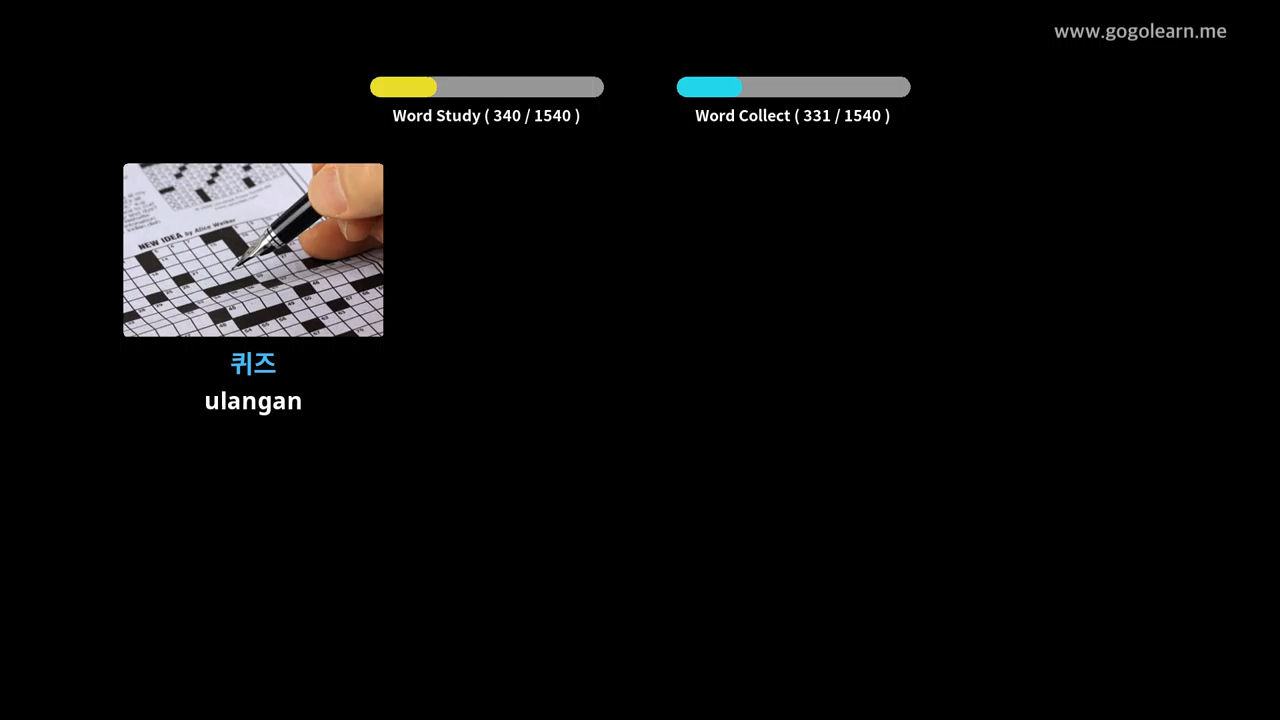 www.gogolearn.me
Word Study ( 340 / 1540 )
Word Collect ( 331 / 1540 )
NEW IDEA by Alice Walker
퀴즈
ulangan